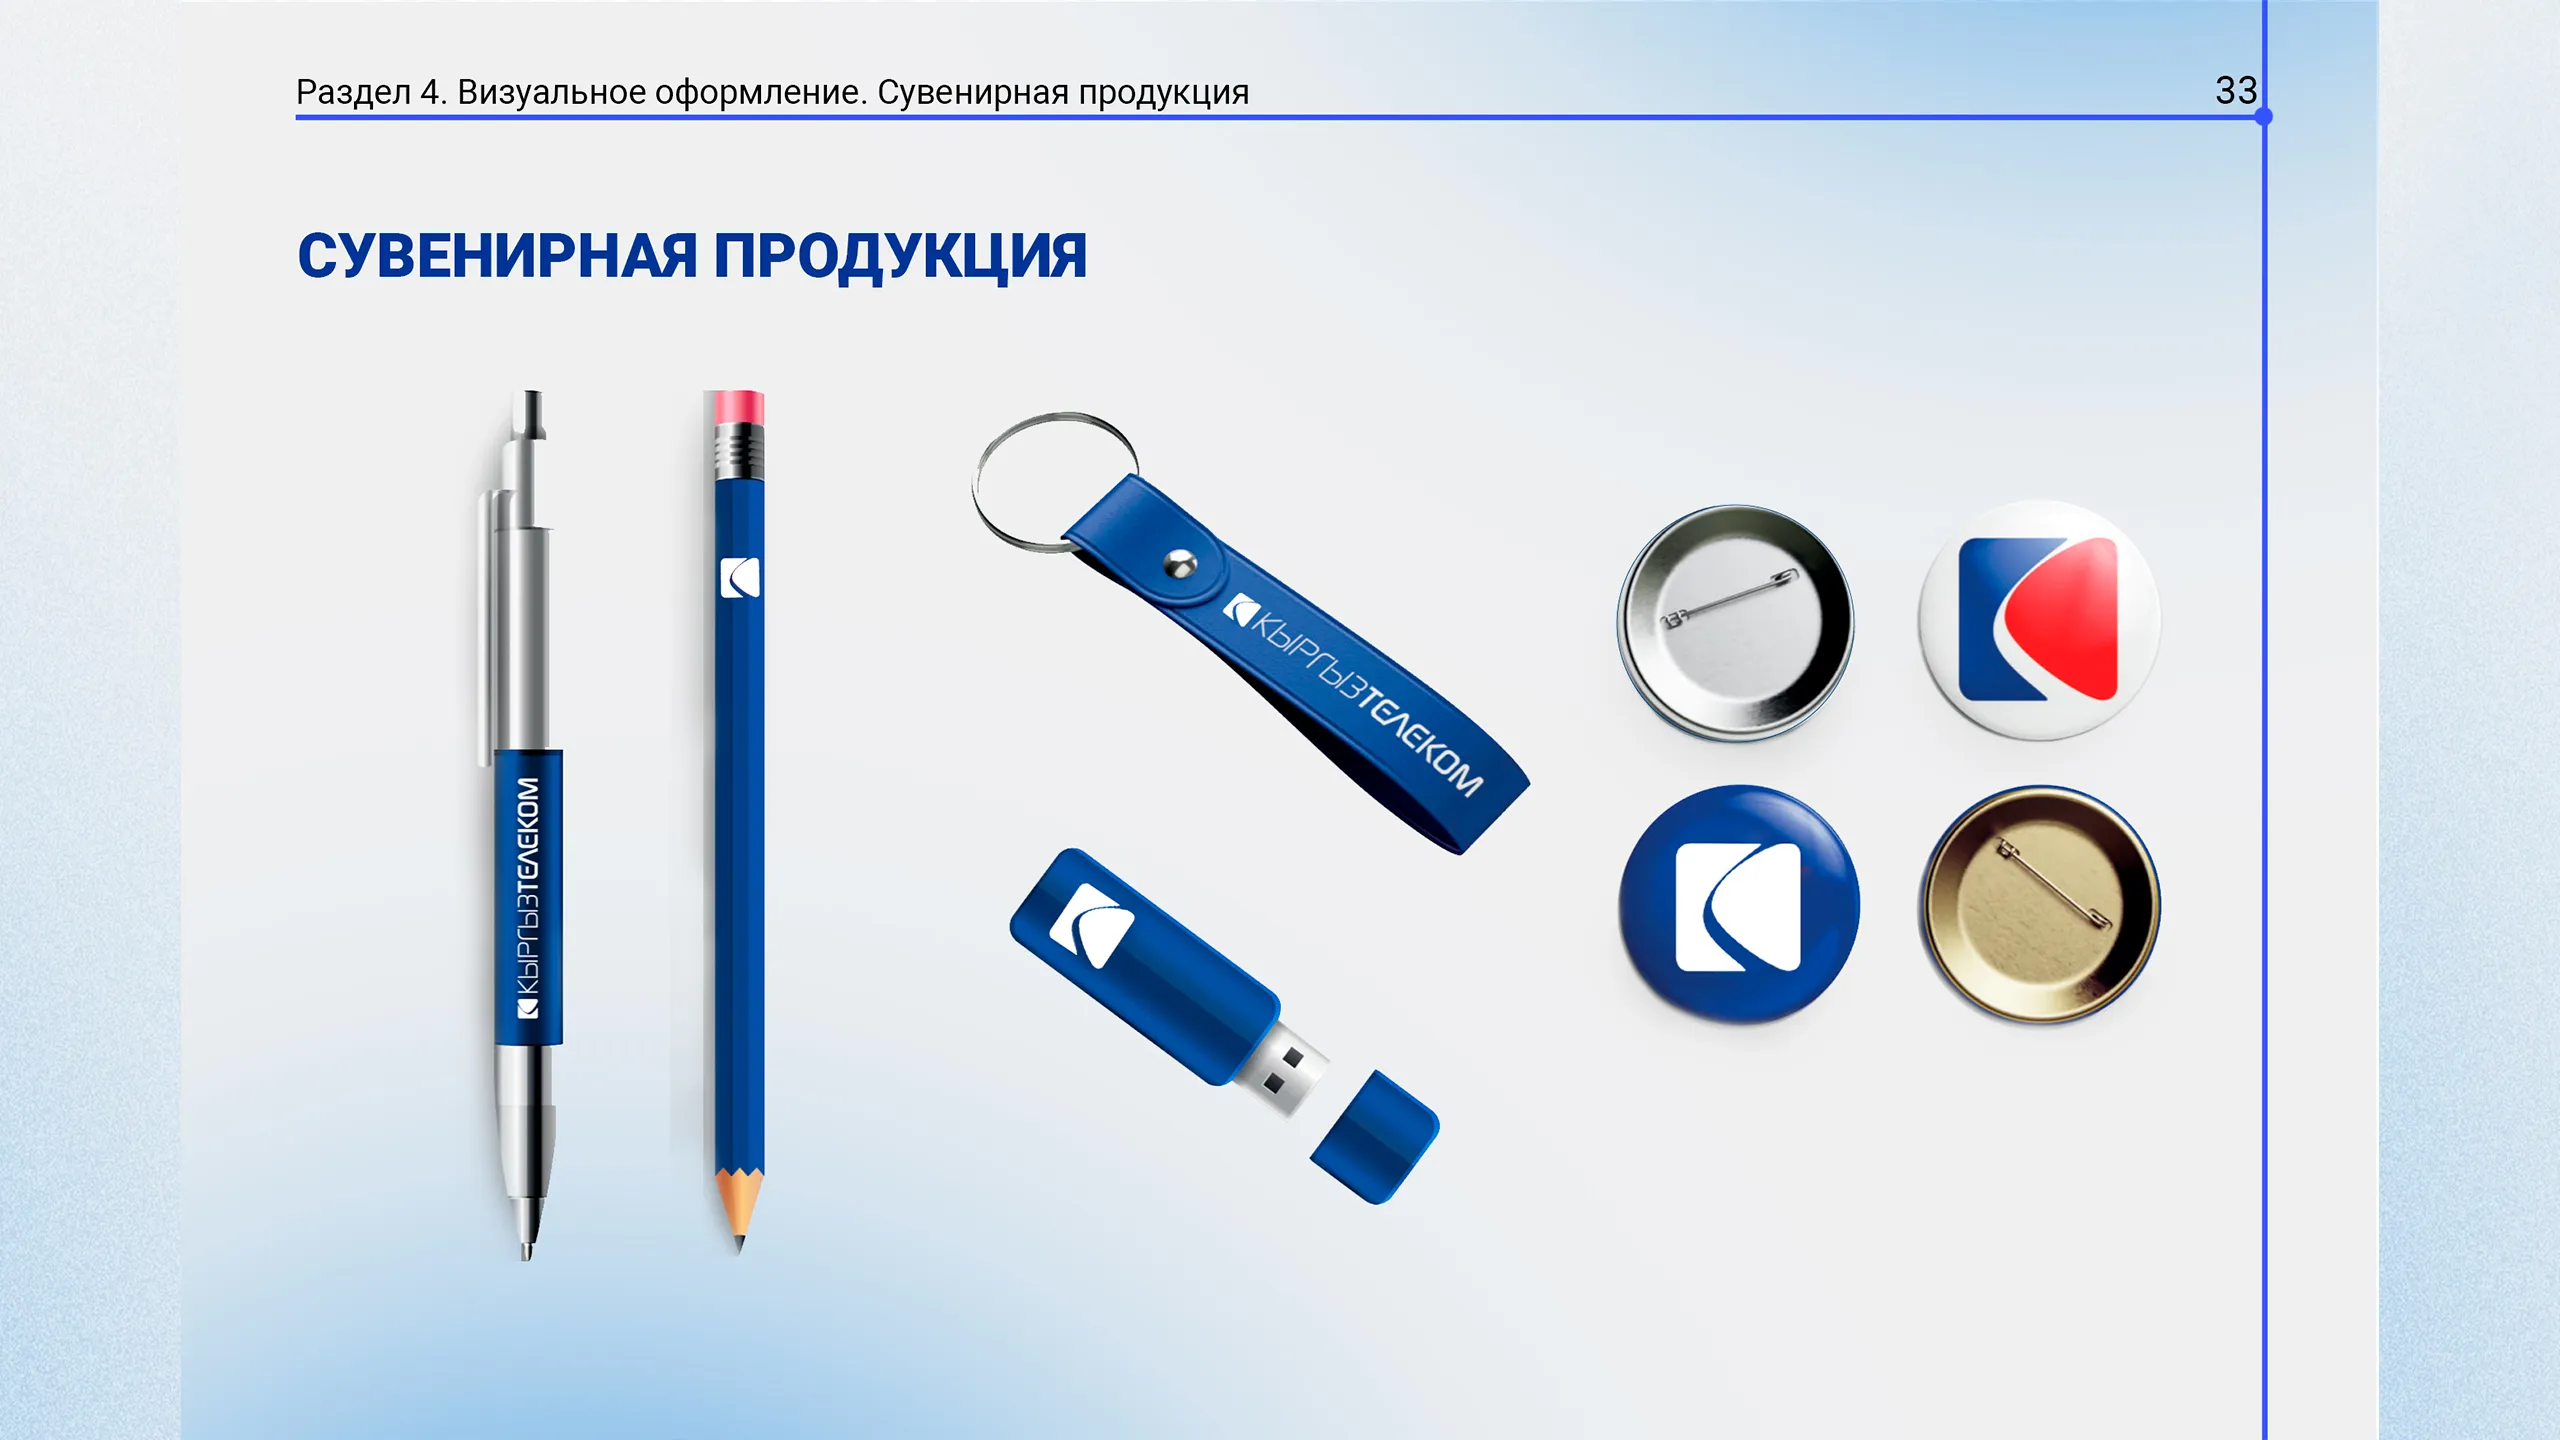 Раздел 4. Визуальное оформление. Сувенирная продукция
33
СУВЕНИРНАЯ ПРОДУКЦИЯ
КЫРГЫЗТЕЛЕКОМ
КЫРГЫЗТЕЛЕКОМ